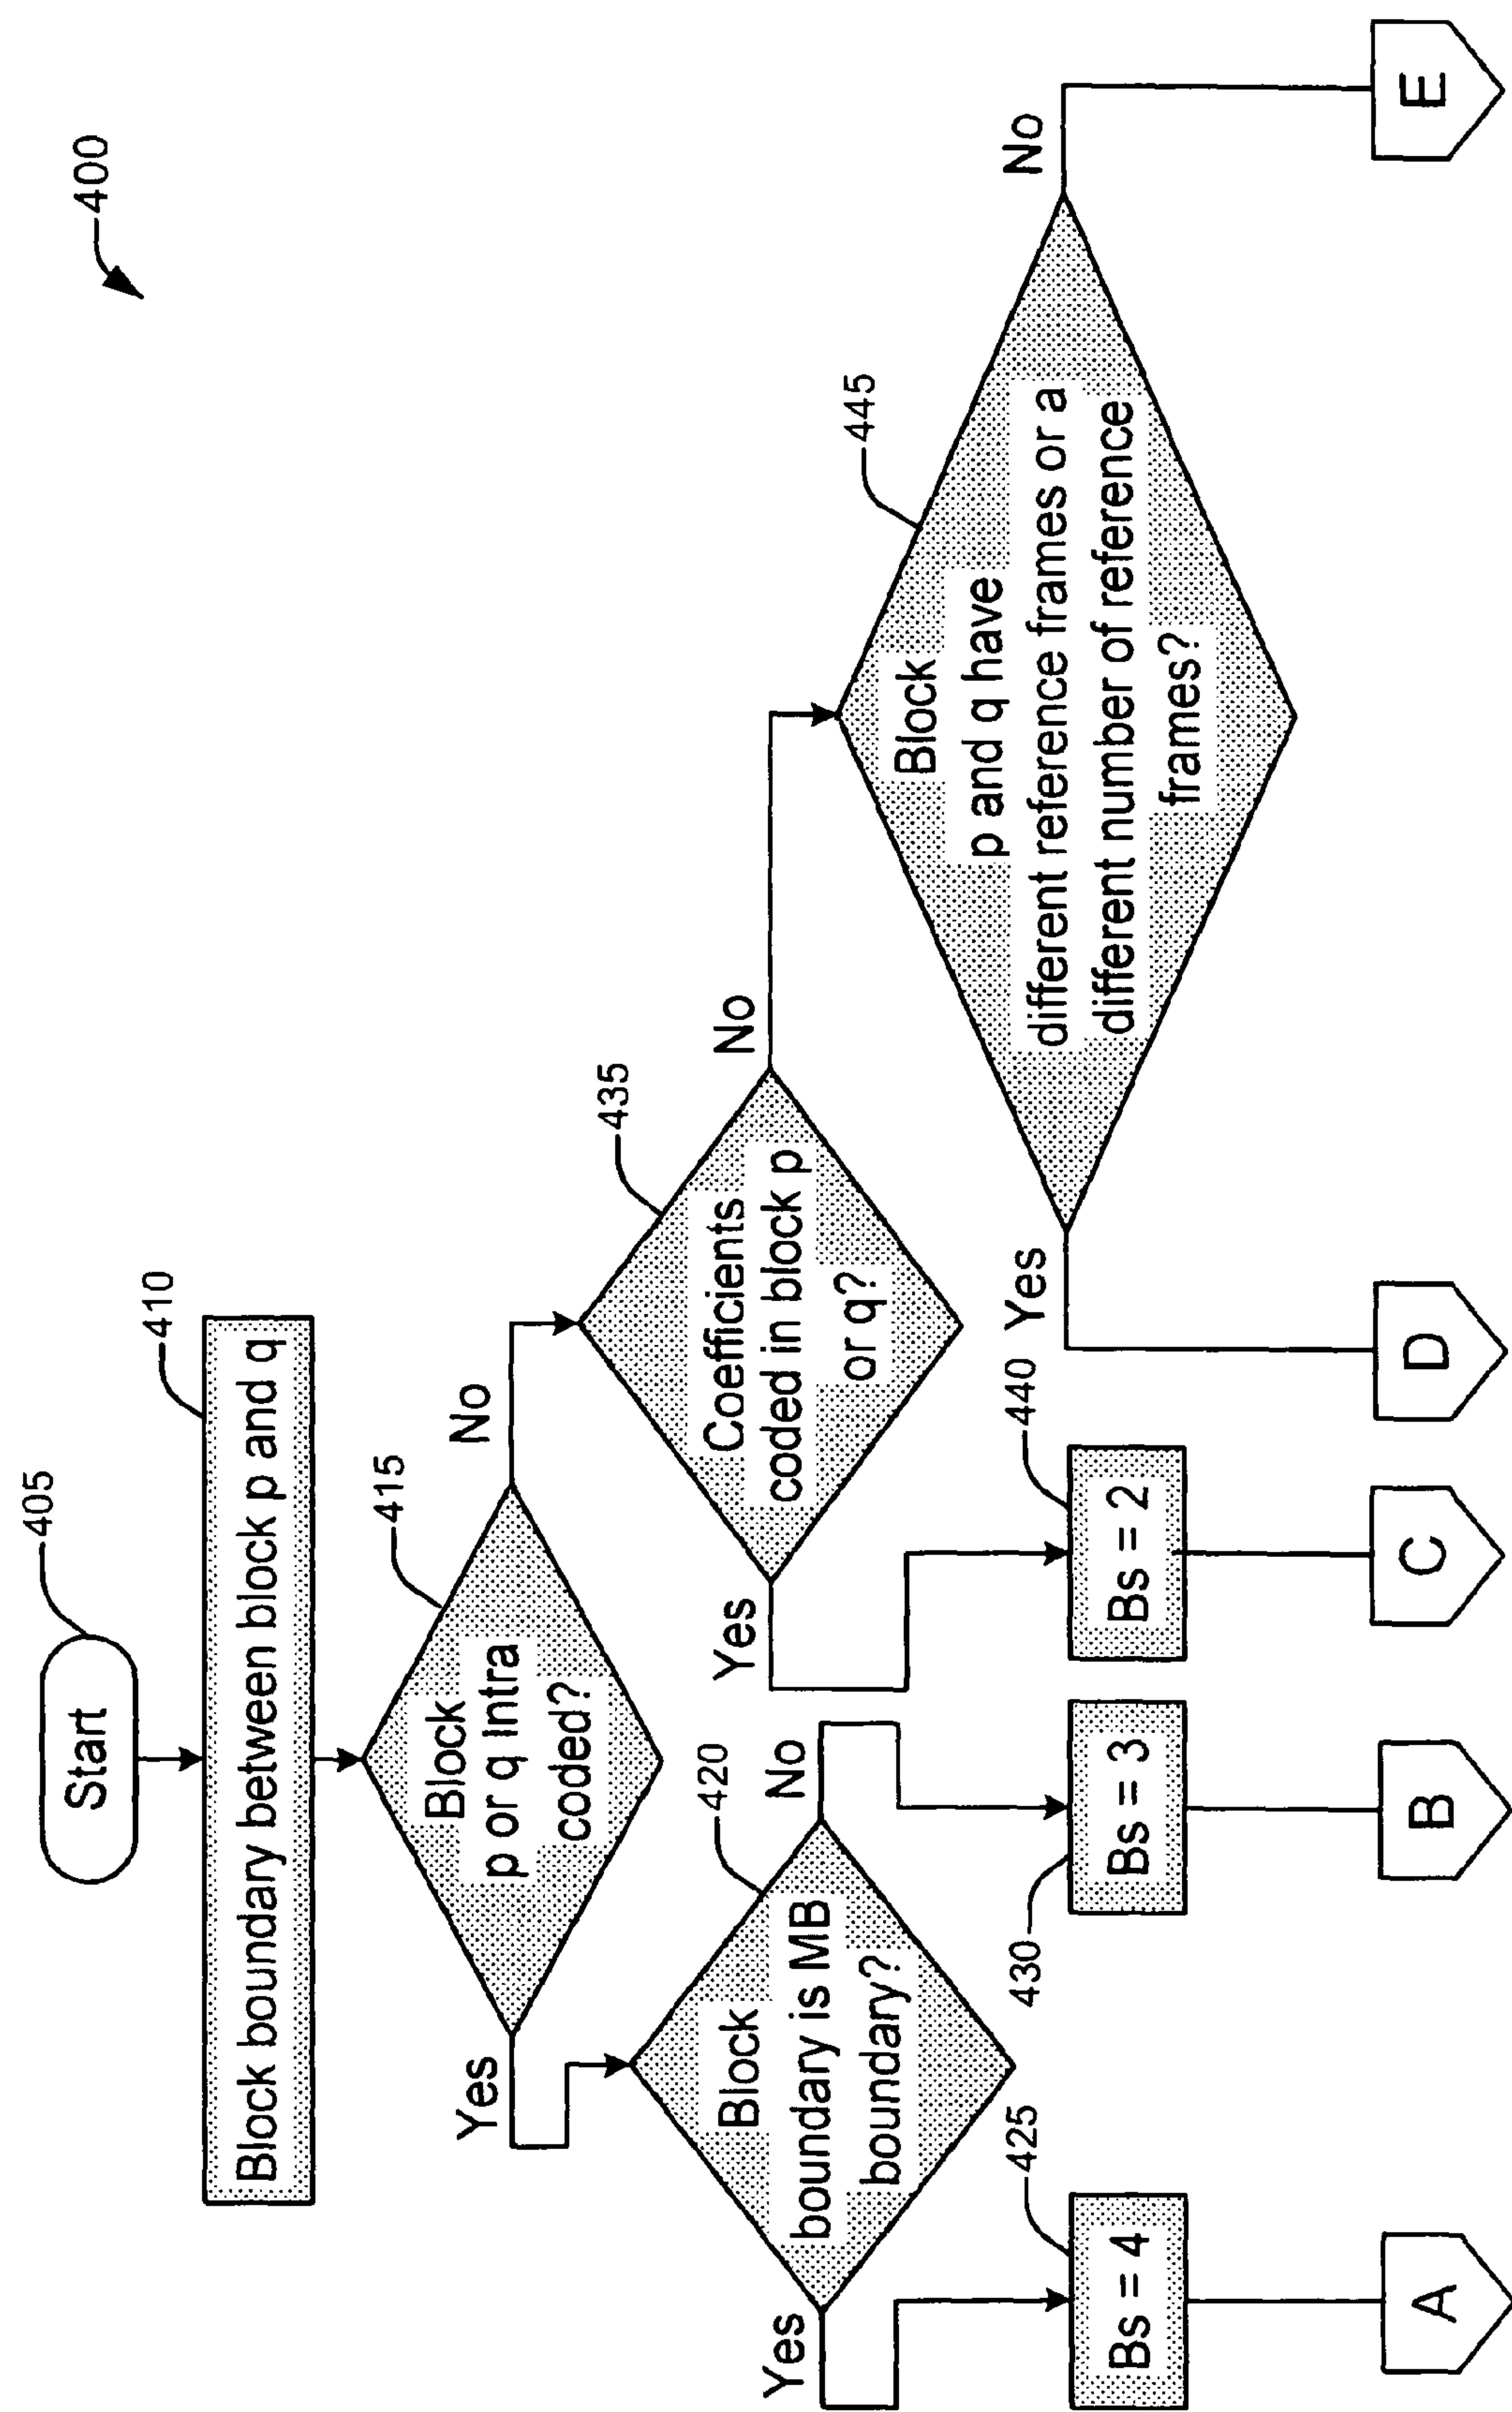 400
405
Start
410
Block boundary between block p and q
415
Block
p or q Intra
coded?
Yes
No
420
Block
boundary is MB
boundary?
Yes
No
435
Coefficients
coded in block p
or q?
Yes
No
445
Block
p and q have
different reference frames or a
different number of reference
frames?
Yes
No
425
Bs = 4
430
Bs = 3
440
Bs = 2
A
B
C
D
E